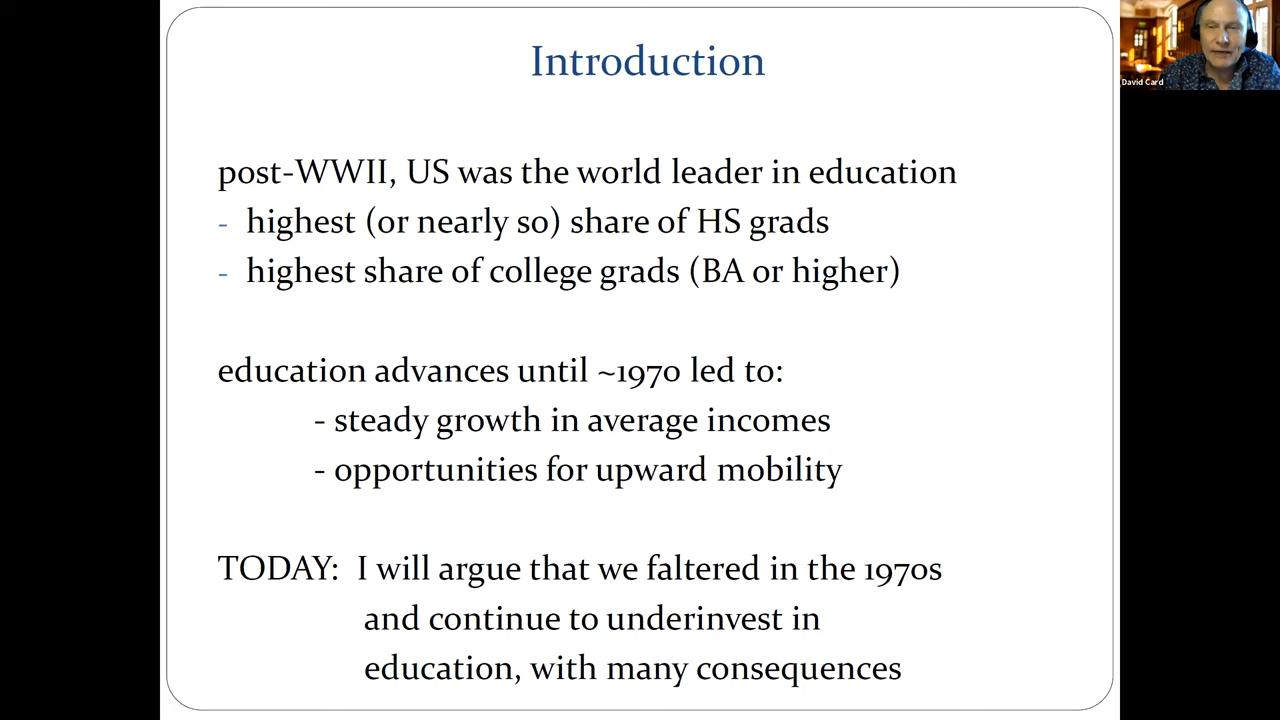 Introduction
David Card
post-WWII, US was the world leader in education
- highest (or nearly so) share of HS grads
- highest share of college grads (BA or higher)
education advances until ~1970 led to:
- steady growth in average incomes
- opportunities for upward mobility
TODAY: I will argue that we faltered in the 1970s
and continue to underinvest in
education, with many consequences